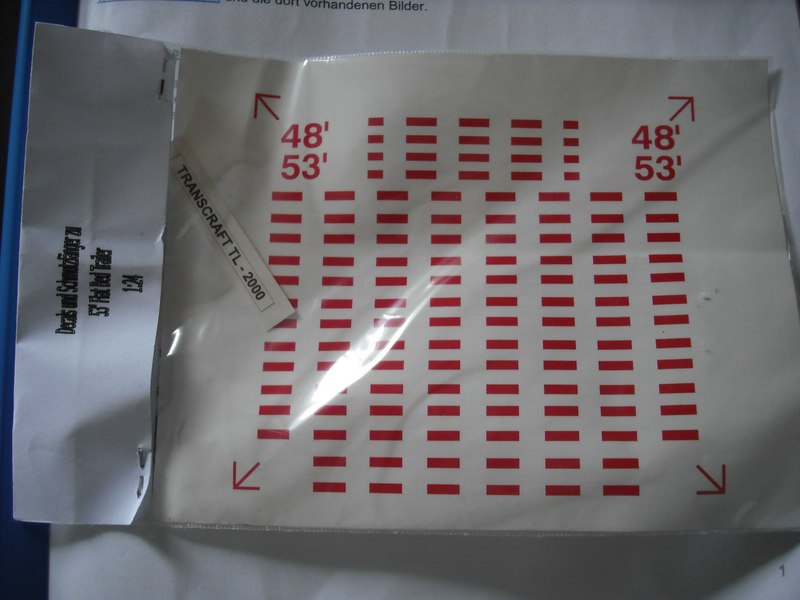 und die dort vorhandenen Bilder.
48'
53'
48'
53'
TRANSCRAFT TL - 2000
Decals und Schmutzfänger zu
53' Flat Bed Trailer
1:24
1